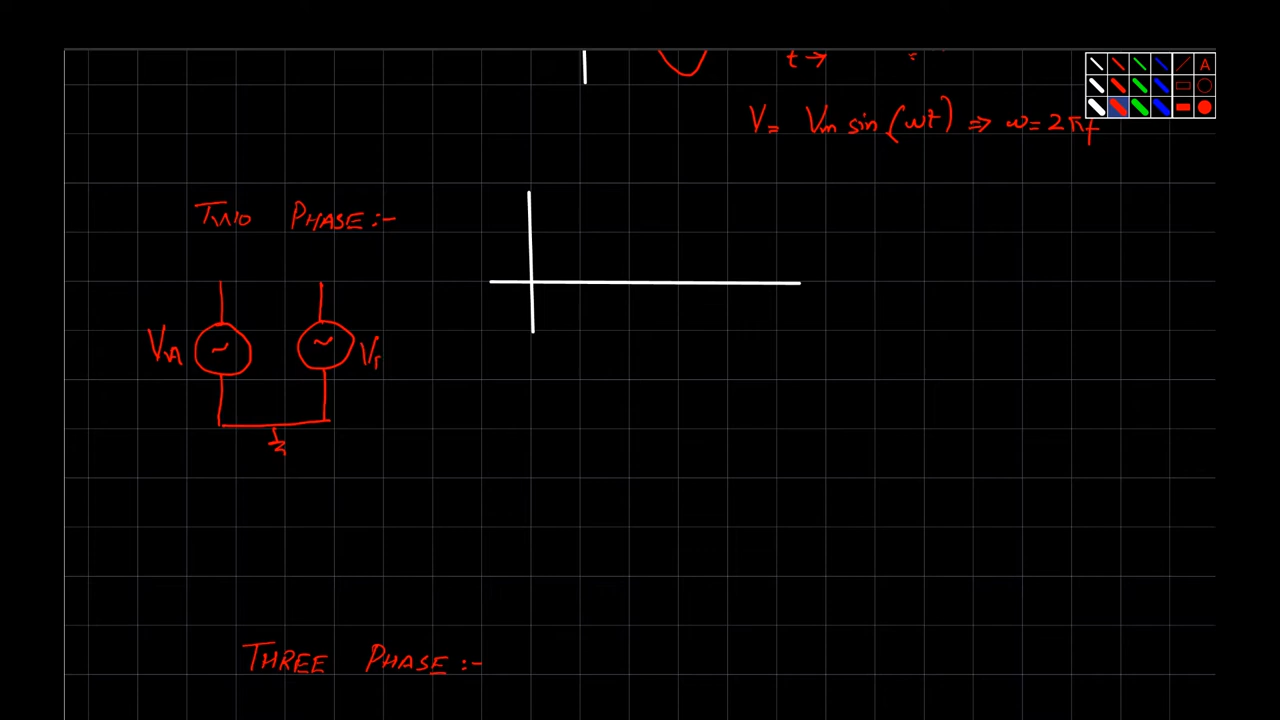 t →
V = Vm sin (ωt) ⇒ ω = 2πf
A
TWO PHASE :-
~ ~
THREE PHASE :-